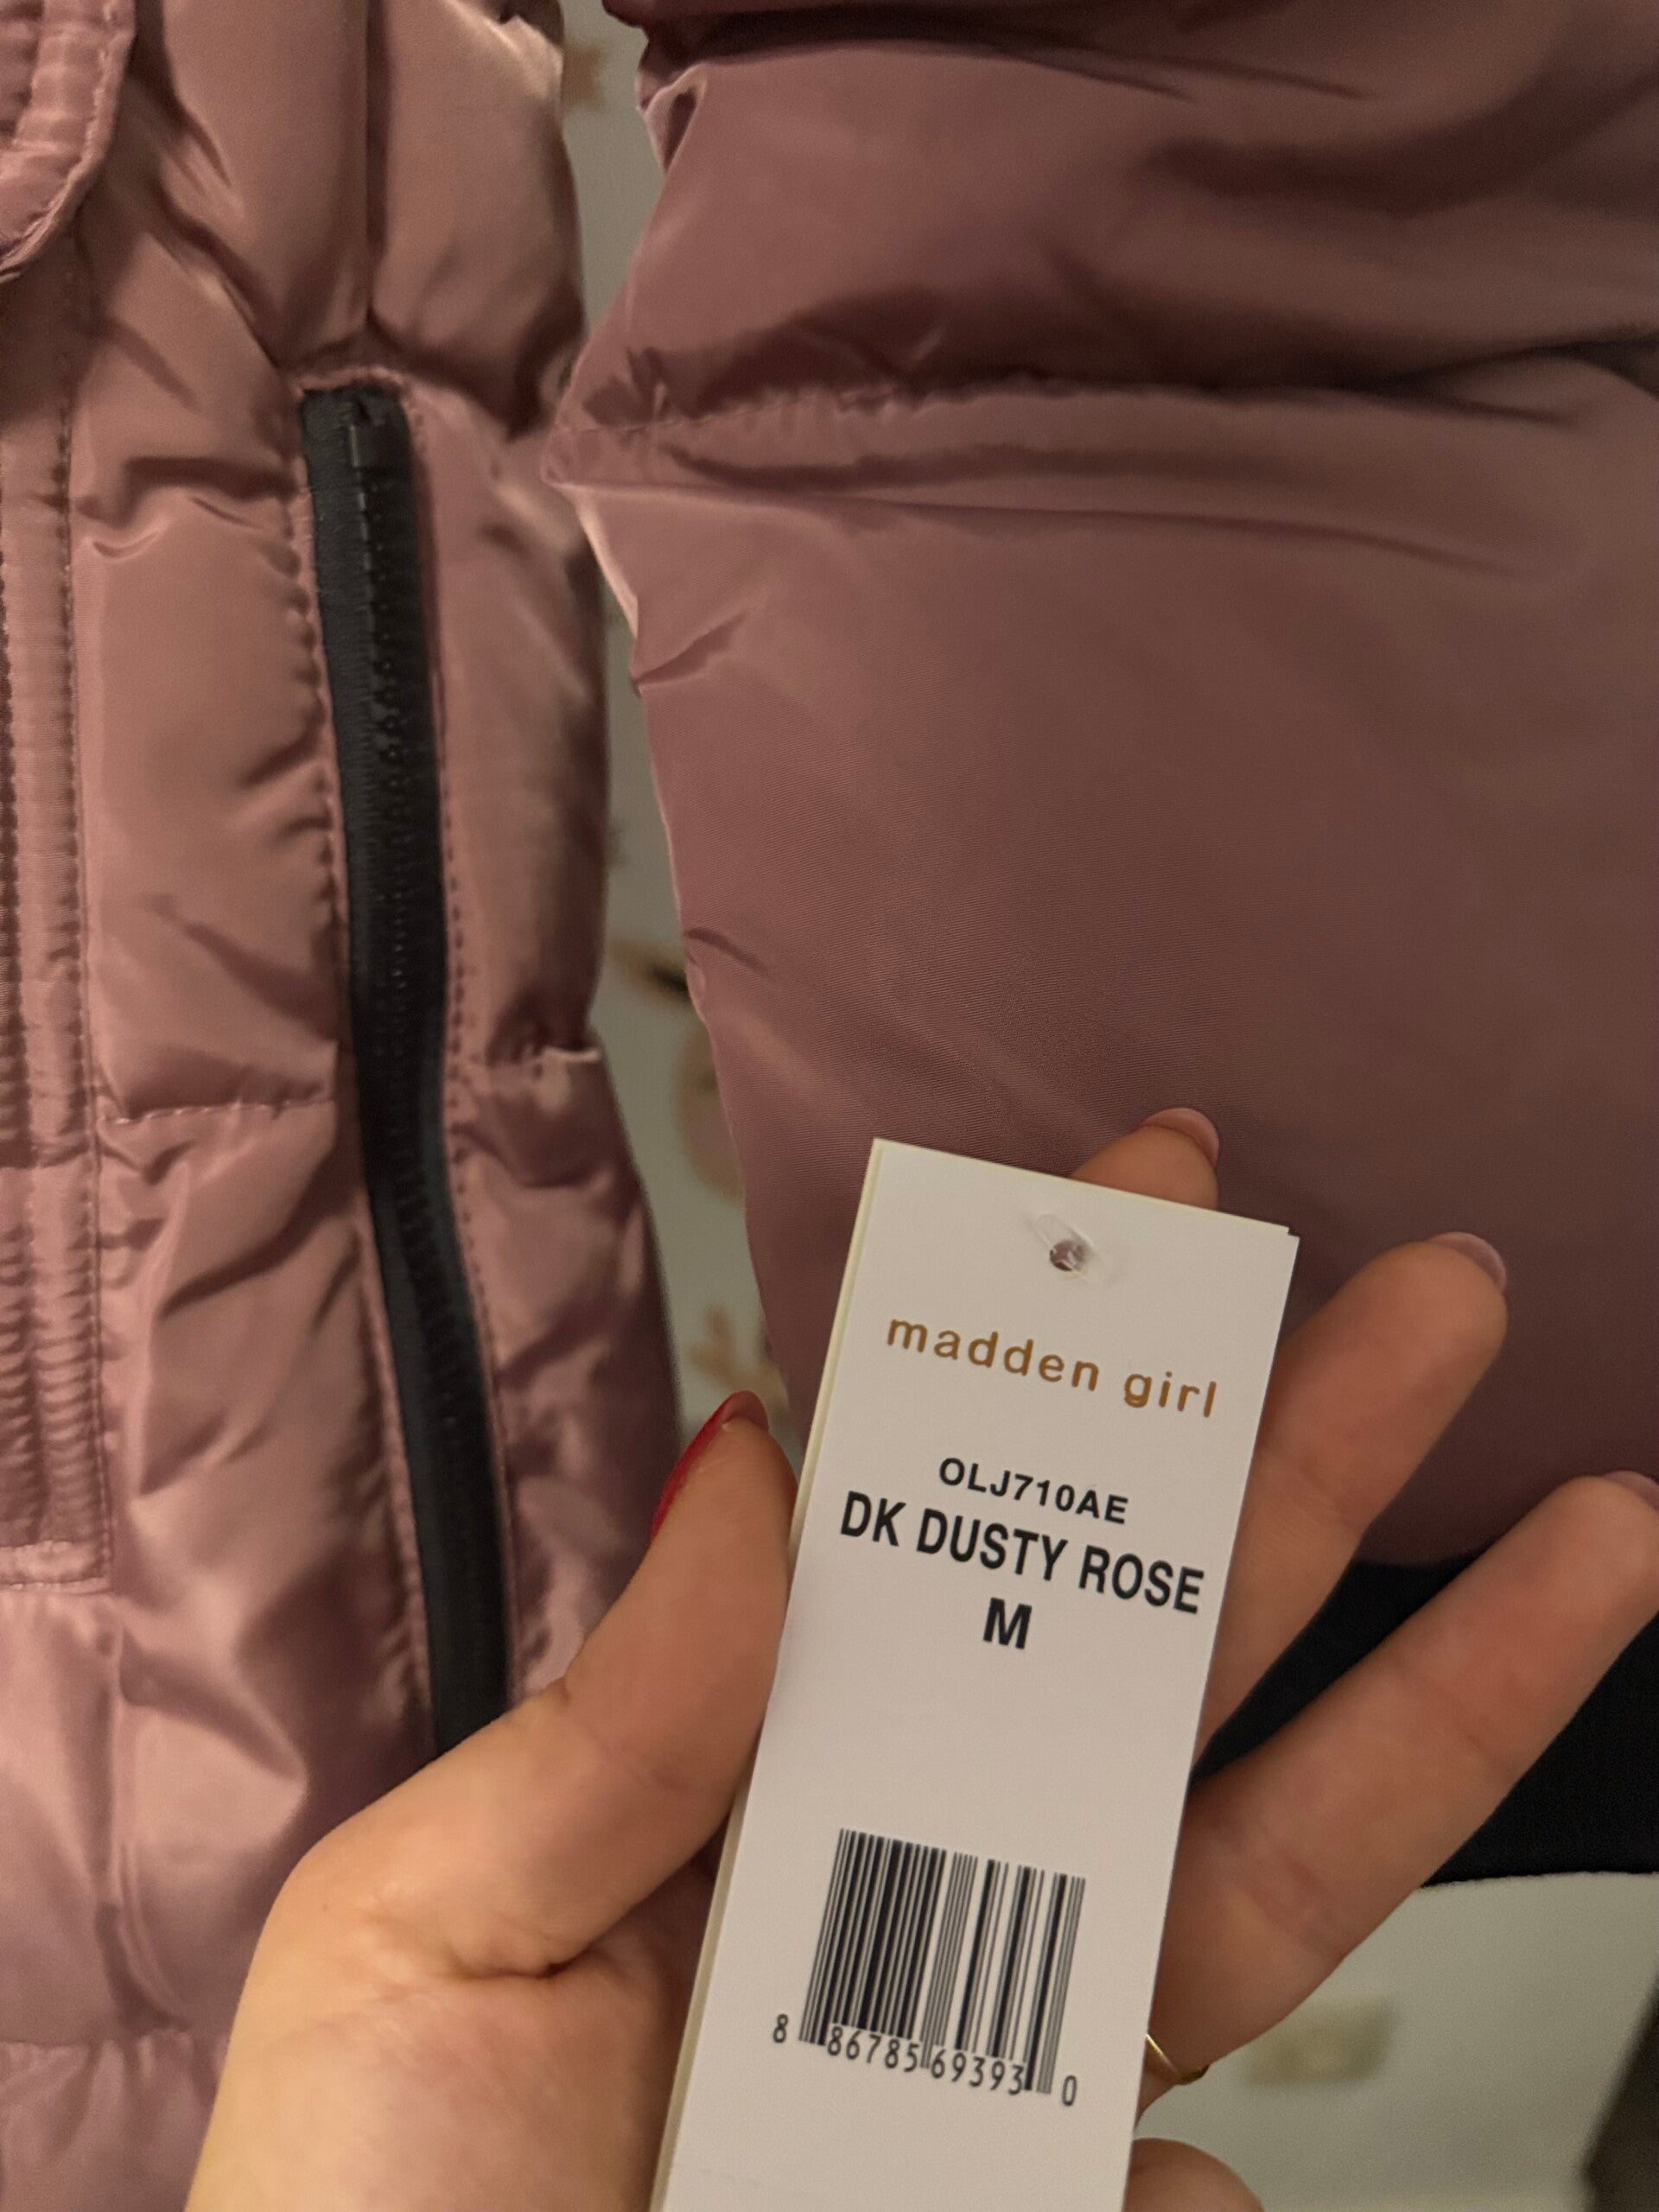 madden girl
OLJ710AE
DK DUSTY ROSE
M
8 86785 69393 0